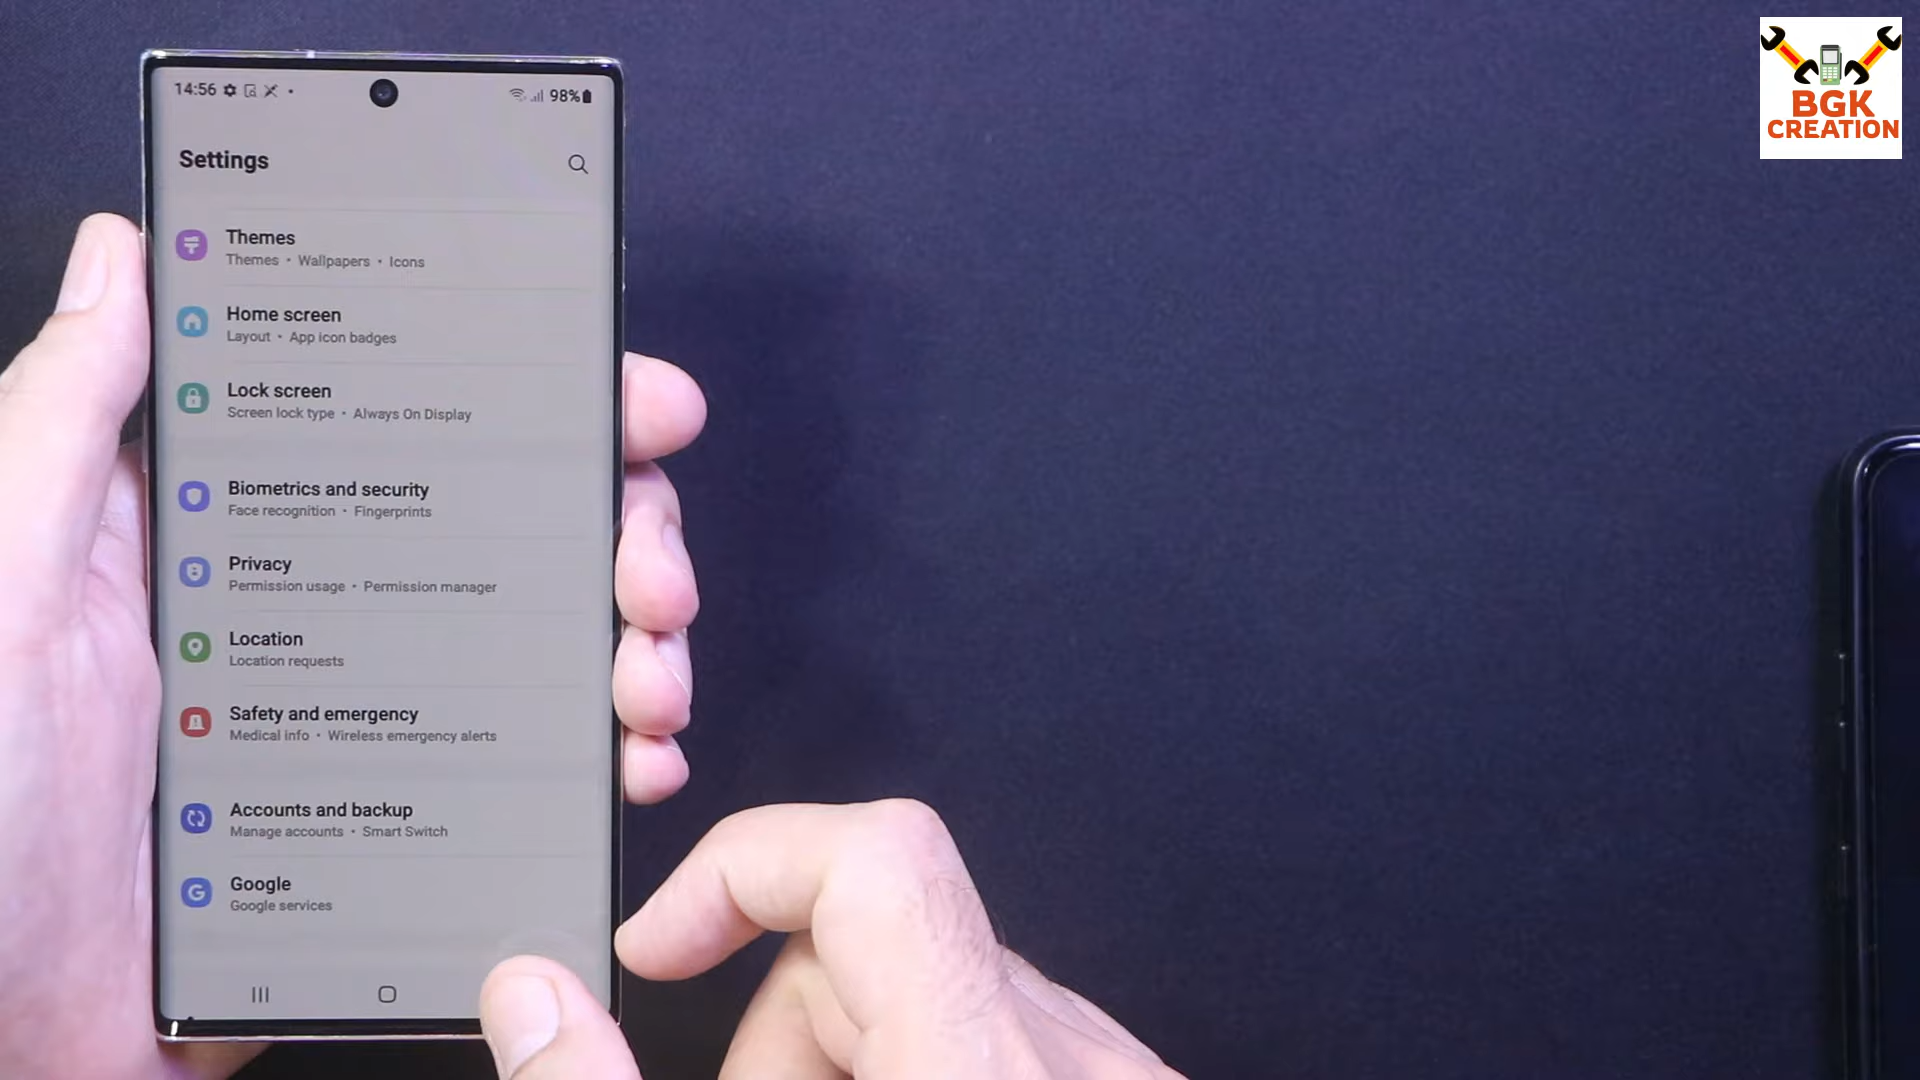 14:56
98%
BGK
CREATION
Settings
Themes
Themes • Wallpapers • Icons
Home screen
Layout • App icon badges
Lock screen
Screen lock type • Always On Display
Biometrics and security
Face recognition • Fingerprints
Privacy
Permission usage • Permission manager
Location
Location requests
Safety and emergency
Medical info • Wireless emergency alerts
Accounts and backup
Manage accounts • Smart Switch
Google
Google services